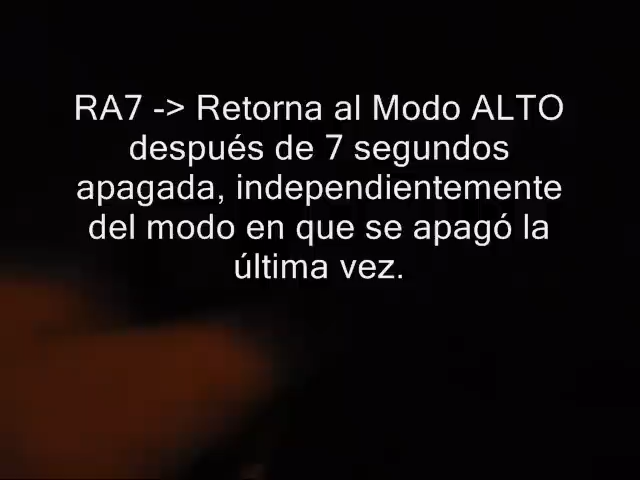 RA7 -> Retorna al Modo ALTO
después de 7 segundos
apagada, independientemente
del modo en que se apagó la
última vez.